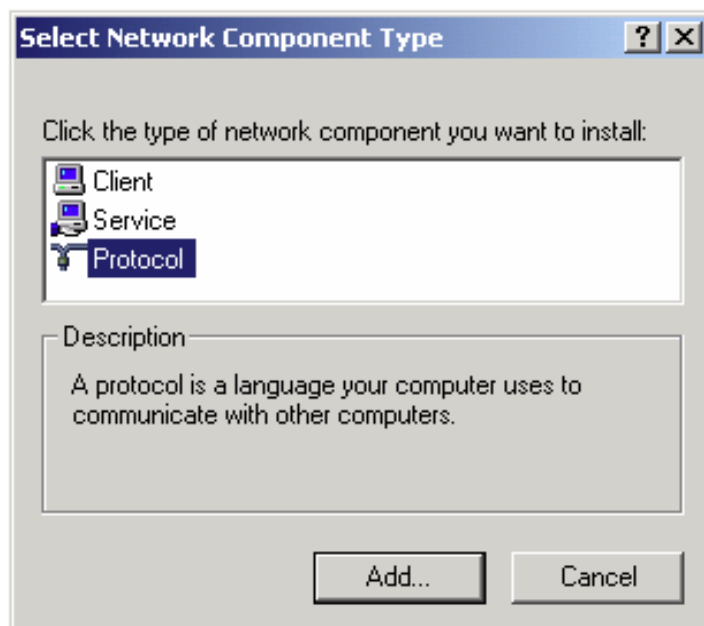 Select Network Component Type
Click the type of network component you want to install:
Client
Service
Protocol
Description
A protocol is a language your computer uses to
communicate with other computers.
Add...
Cancel